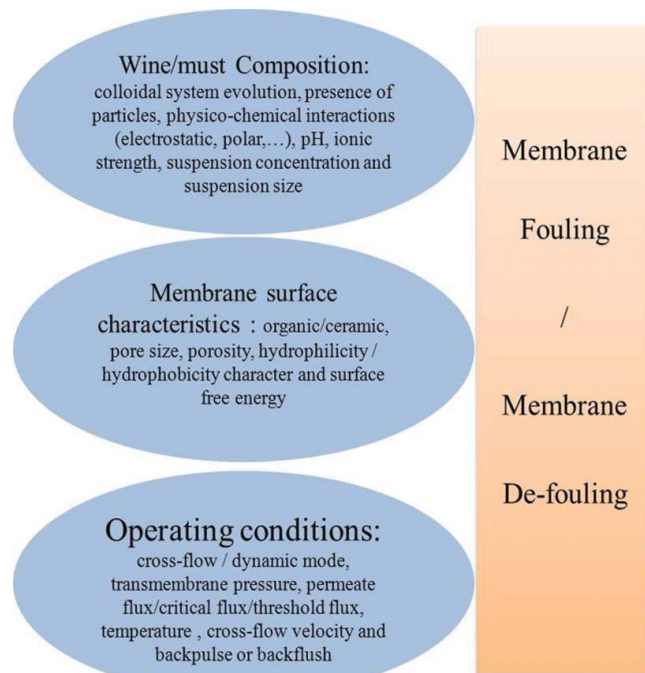 Wine/must Composition:
colloidal system evolution, presence of
particles, physico-chemical interactions
(electrostatic, polar,…), pH, ionic
strength, suspension concentration and
suspension size
Membrane surface
characteristics : organic/ceramic,
pore size, porosity, hydrophilicity /
hydrophobicity character and surface
free energy
Operating conditions:
cross-flow / dynamic mode,
transmembrane pressure, permeate
flux/critical flux/threshold flux,
temperature , cross-flow velocity and
backpulse or backflush
Membrane
Fouling
/
Membrane
De-fouling